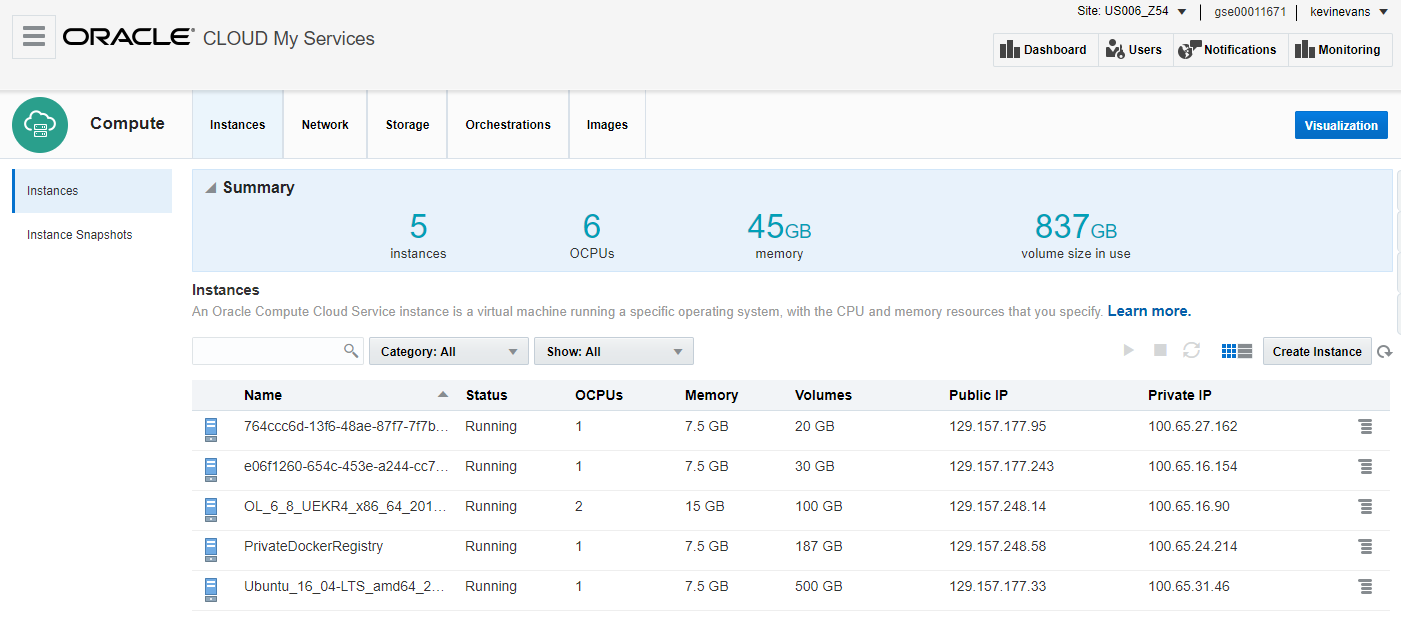 Site: US006_Z54 gse00011671 kevinevans
ORACLE® CLOUD My Services
Dashboard Users Notifications Monitoring
Compute Instances Network Storage Orchestrations Images Visualization
Instances
Instance Snapshots
Summary
5 6 45GB 837GB
instances OCPUs memory volume size in use
Instances
An Oracle Compute Cloud Service instance is a virtual machine running a specific operating system, with the CPU and memory resources that you specify. Learn more.
Category: All Show: All Create Instance
Name Status OCPUs Memory Volumes Public IP Private IP
764ccc6d-13f6-48ae-87f7-7f7b... Running 1 7.5 GB 20 GB 129.157.177.95 100.65.27.162
e06f1260-654c-453e-a244-cc7... Running 1 7.5 GB 30 GB 129.157.177.243 100.65.16.154
OL_6_8_UEKR4_x86_64_201... Running 2 15 GB 100 GB 129.157.248.14 100.65.16.90
PrivateDockerRegistry Running 1 7.5 GB 187 GB 129.157.248.58 100.65.24.214
Ubuntu_16_04-LTS_amd64_2... Running 1 7.5 GB 500 GB 129.157.177.33 100.65.31.46